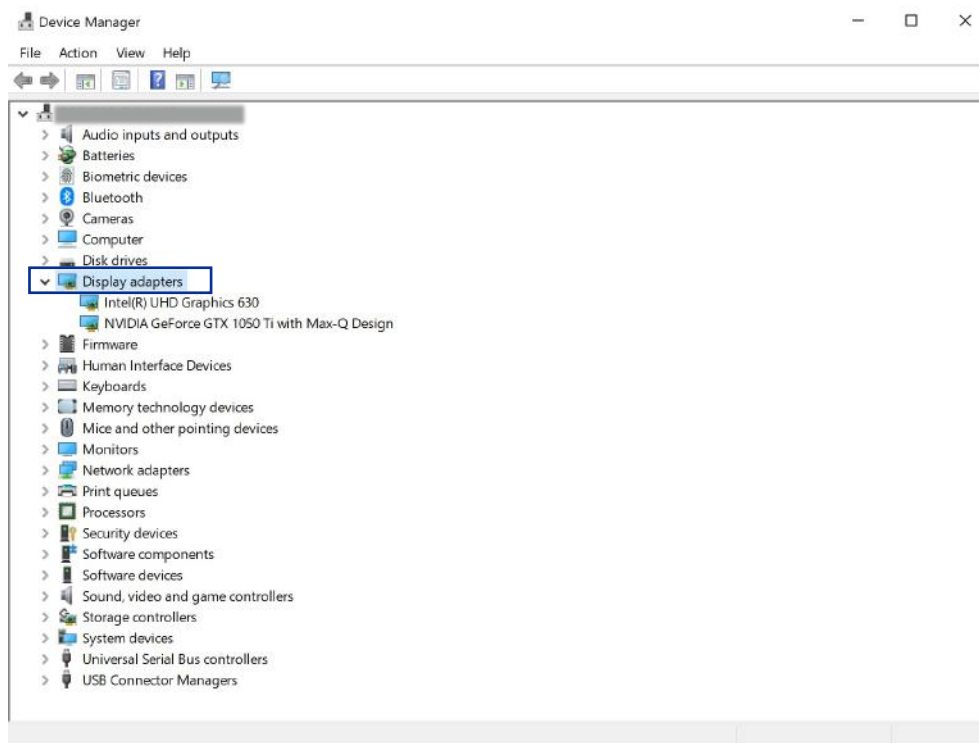 Device Manager
File Action View Help
Audio inputs and outputs
Batteries
Biometric devices
Bluetooth
Cameras
Computer
Disk drives
Display adapters
Intel(R) UHD Graphics 630
NVIDIA GeForce GTX 1050 Ti with Max-Q Design
Firmware
Human Interface Devices
Keyboards
Memory technology devices
Mice and other pointing devices
Monitors
Network adapters
Print queues
Processors
Security devices
Software components
Software devices
Sound, video and game controllers
Storage controllers
System devices
Universal Serial Bus controllers
USB Connector Managers